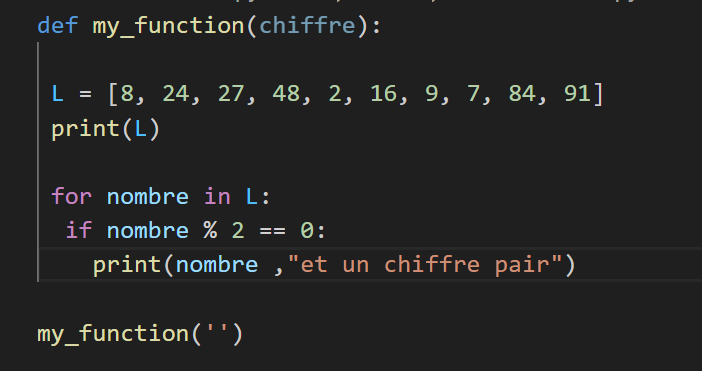 def my_function(chiffre):
L = [8, 24, 27, 48, 2, 16, 9, 7, 84, 91]
print(L)
for nombre in L:
if nombre % 2 == 0:
print(nombre ,"et un chiffre pair")
my_function('')